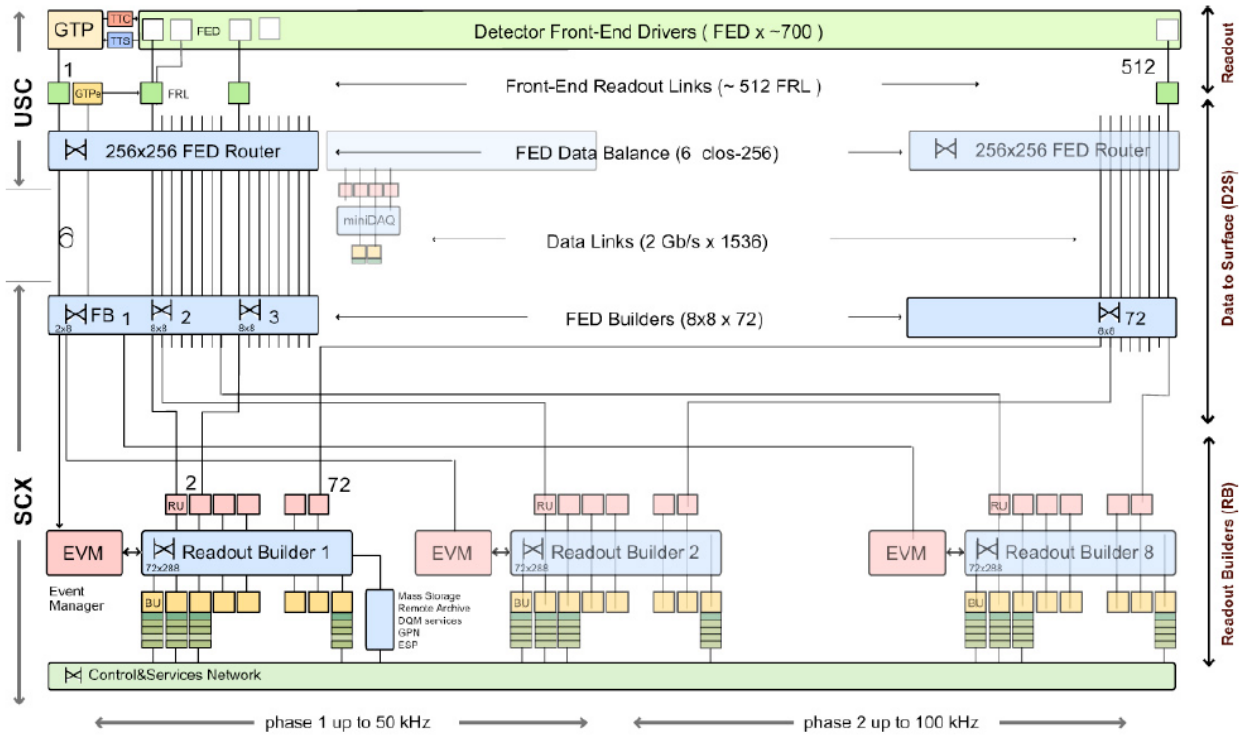 GTP
TTC
TTS
FED
Detector Front-End Drivers ( FED x ~700 )
Readout
USC
1
GTPe
FRL
Front-End Readout Links (~ 512 FRL )
512
256x256 FED Router
FED Data Balance (6 clos-256)
256x256 FED Router
miniDAQ
6
Data Links (2 Gb/s x 1536)
Data to Surface (D2S)
FB 1
2x8
2
8x8
3
8x8
FED Builders (8x8 x 72)
72
8x8
SCX
2
72
RU
RU
RU
EVM
Readout Builder 1
72x288
EVM
Readout Builder 2
72x288
EVM
Readout Builder 8
72x288
Readout Builders (RB)
Event
Manager
BU
Mass Storage
Remote Archive
DQM services
GPN
ESP
BU
BU
Control&Services Network
phase 1 up to 50 kHz
phase 2 up to 100 kHz